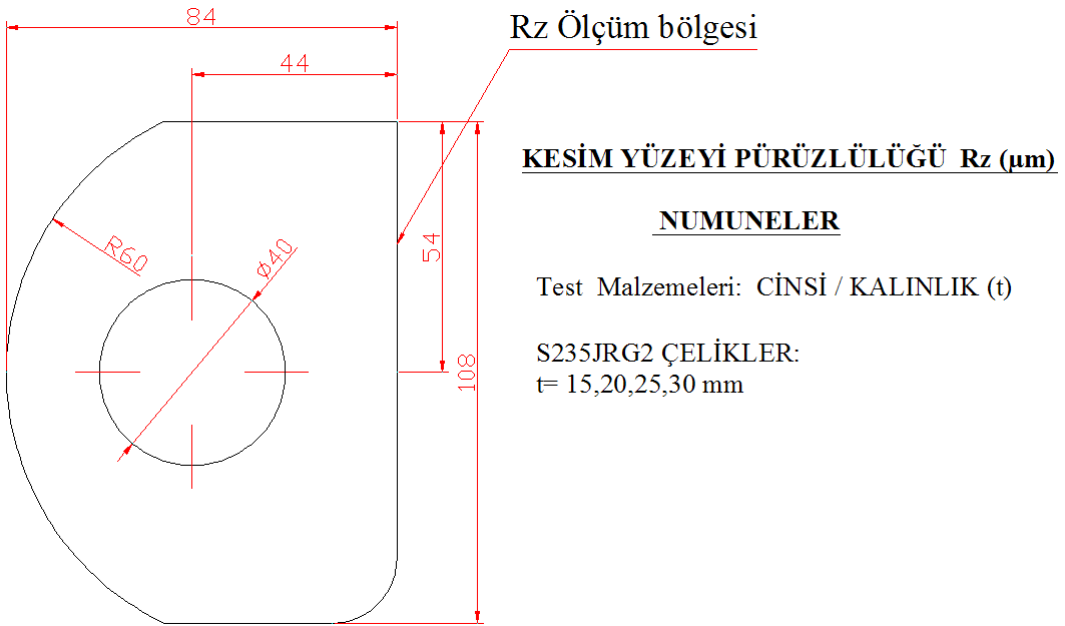 84
Rz Ölçüm bölgesi
44
KESİM YÜZEYİ PÜRÜZLÜLÜĞÜ Rz (µm)
NUMUNELER
R60
ø40
54
Test Malzemeleri: CİNSİ / KALINLIK (t)
S235JRG2 ÇELİKLER:
t= 15,20,25,30 mm
108